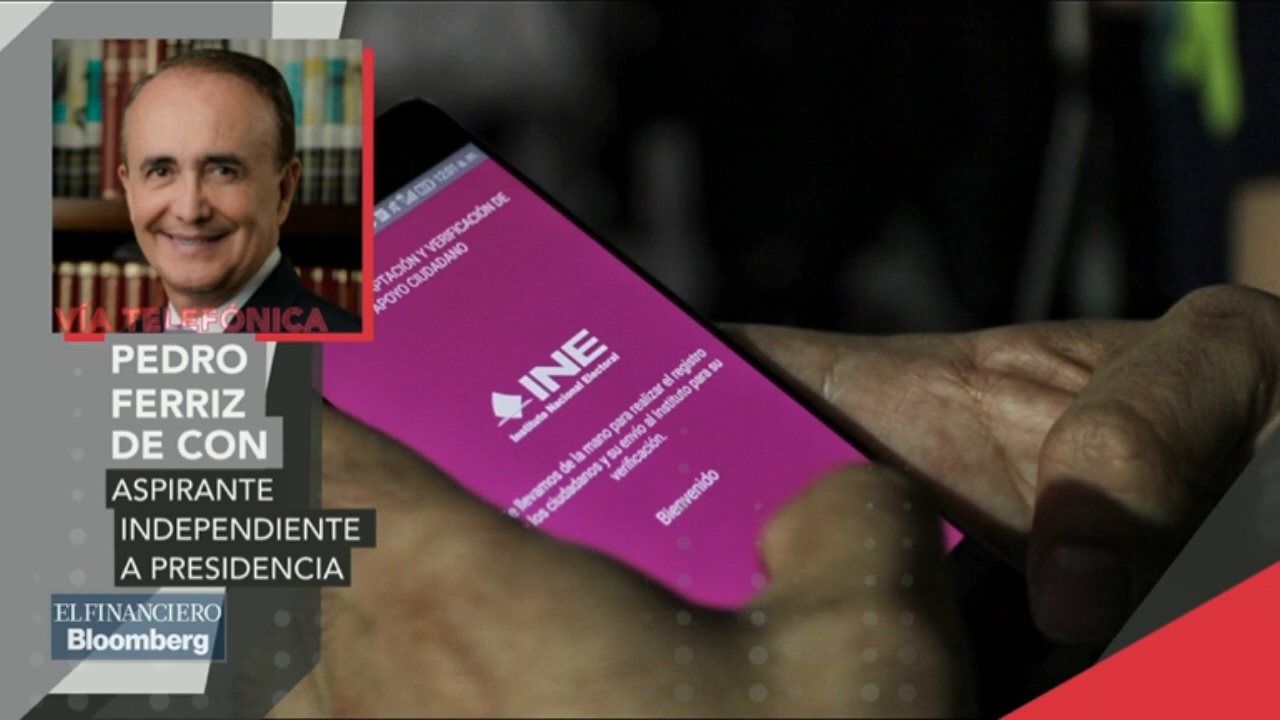 VÍA TELEFÓNICA
PEDRO
FERRIZ
DE CON
ASPIRANTE
INDEPENDIENTE
A PRESIDENCIA
EL FINANCIERO
Bloomberg
12:01 a.m.
VERIFICACIÓN DE
APOYO CIUDADANO
INE
Instituto Nacional Electoral
llevamos de la mano para realizar el registro
los ciudadanos y su envío al Instituto para su
verificación.
Bienvenido